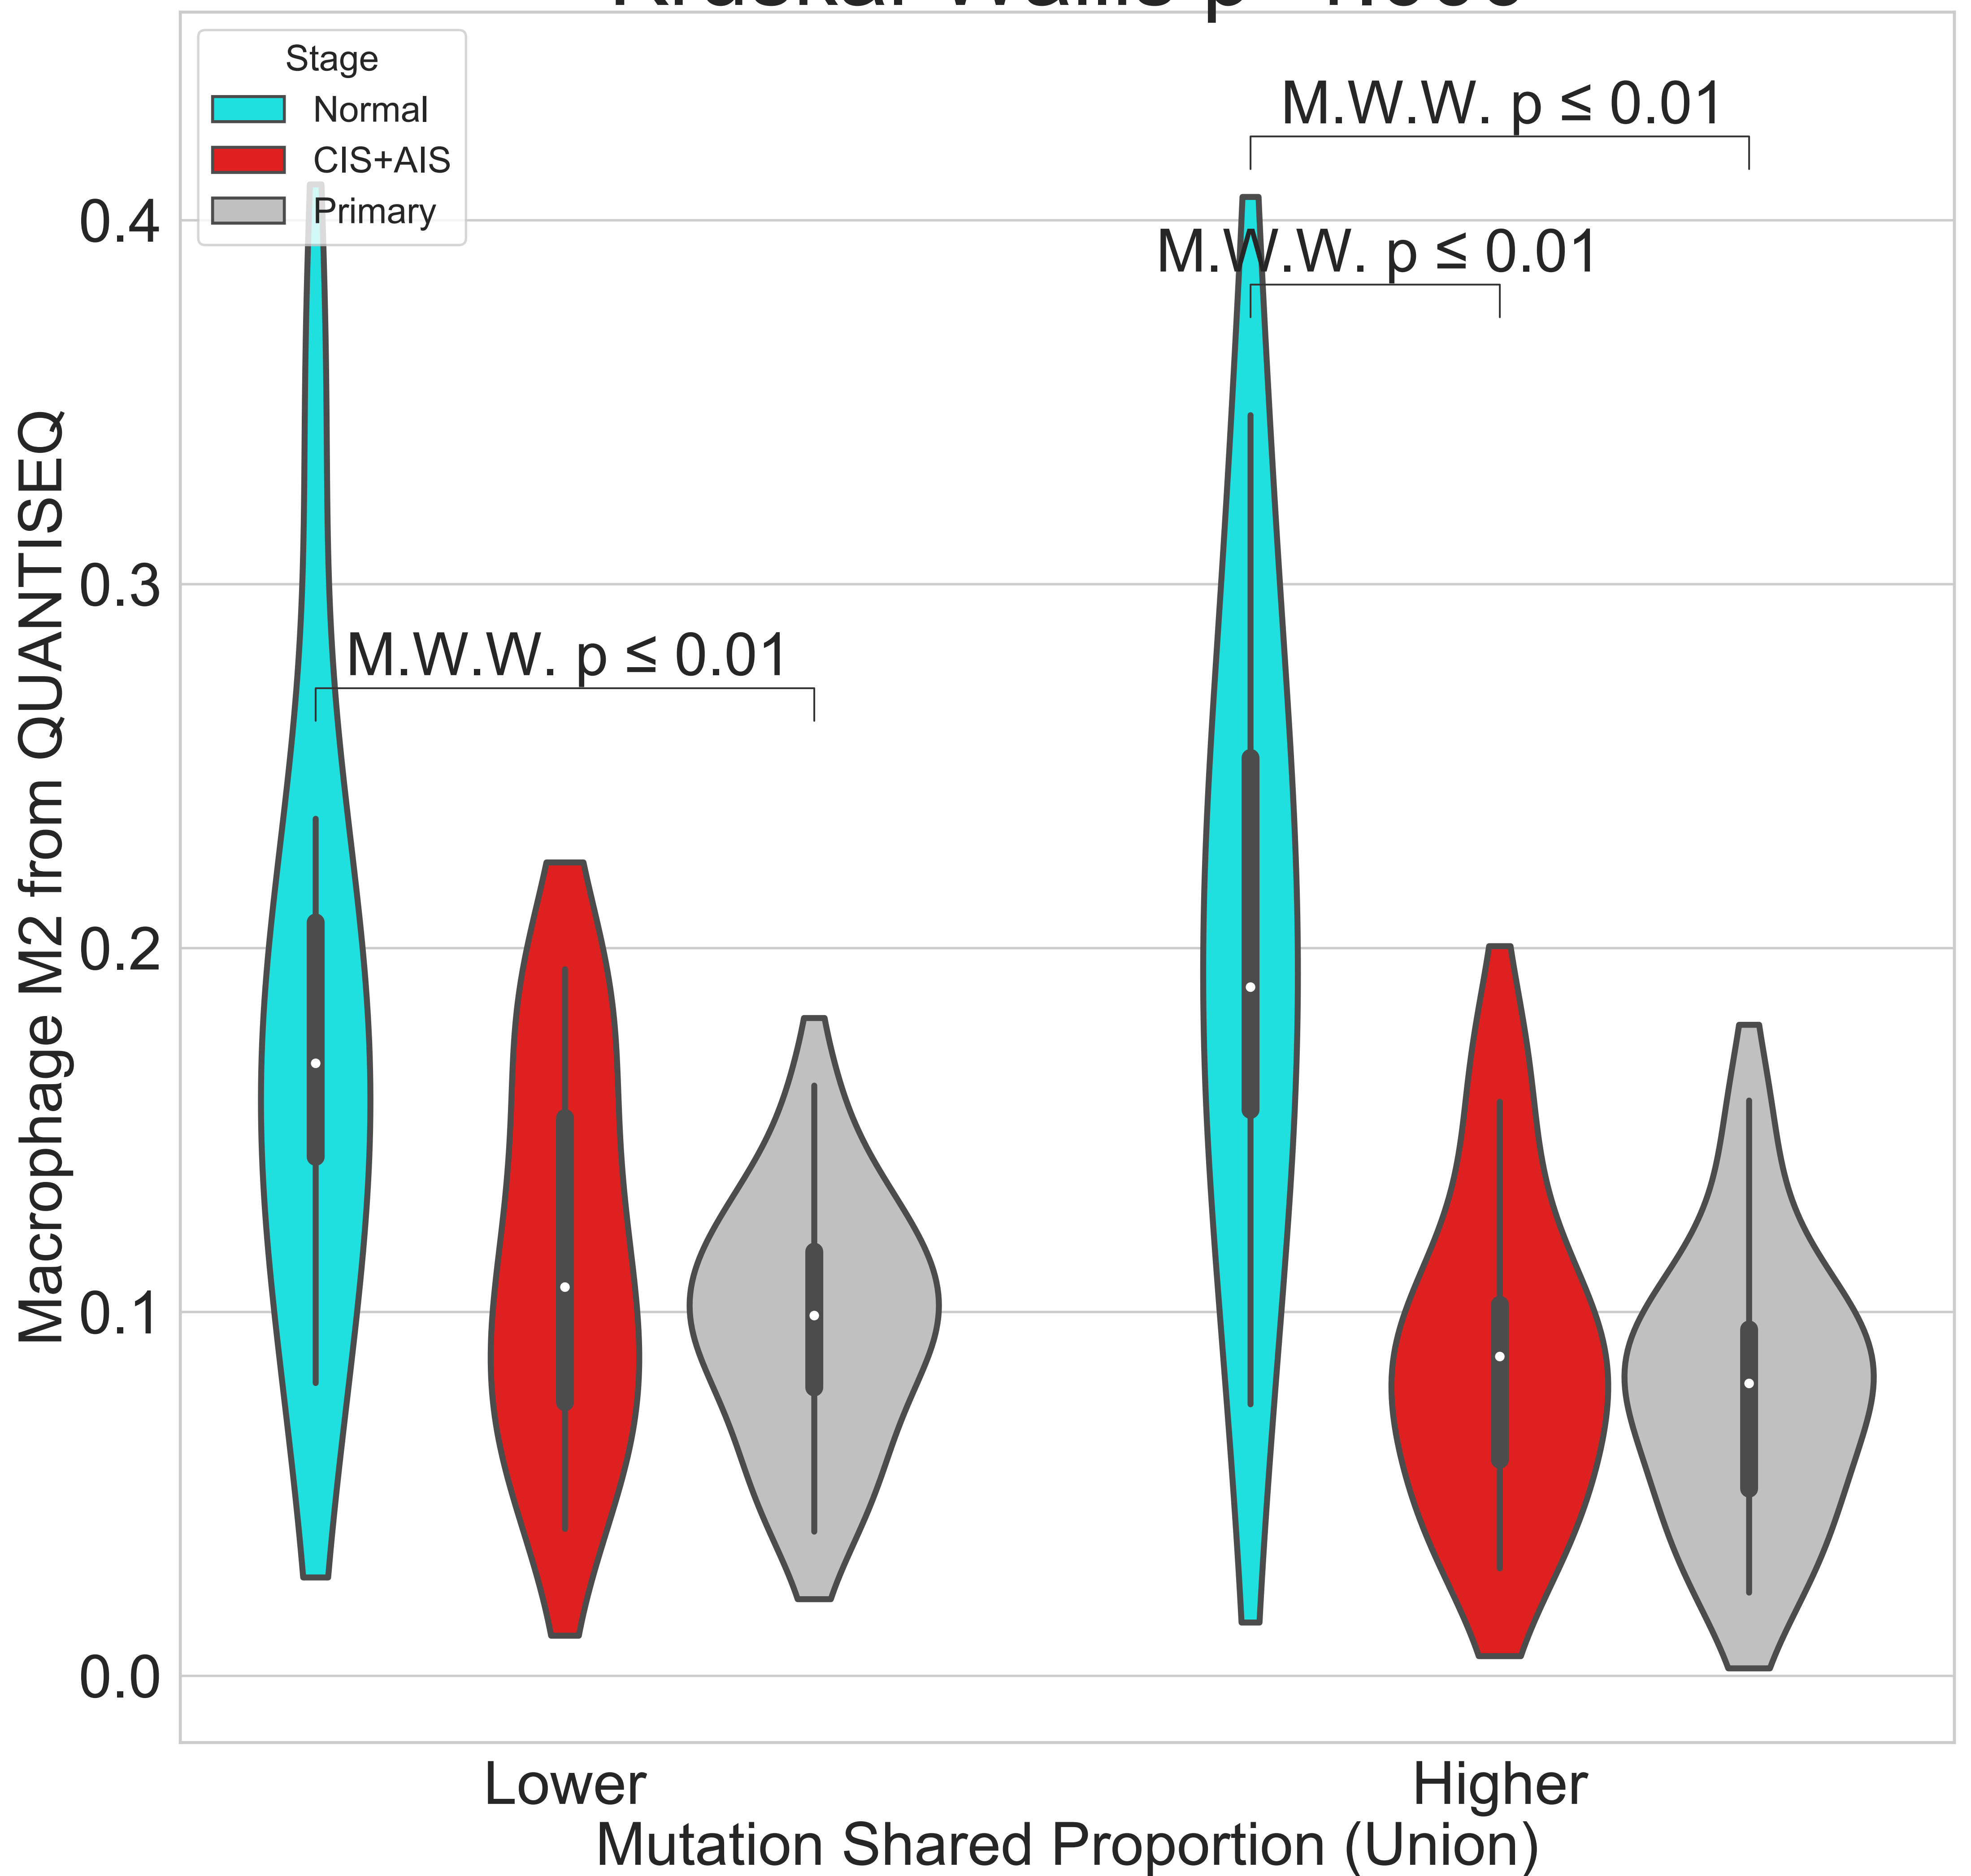 Stage
Normal
CIS+AIS
Primary
M.W.W. p ≤ 0.01
M.W.W. p ≤ 0.01
M.W.W. p ≤ 0.01
0.4
0.3
0.2
0.1
0.0
Macrophage M2 from QUANTISEQ
Lower
Higher
Mutation Shared Proportion (Union)